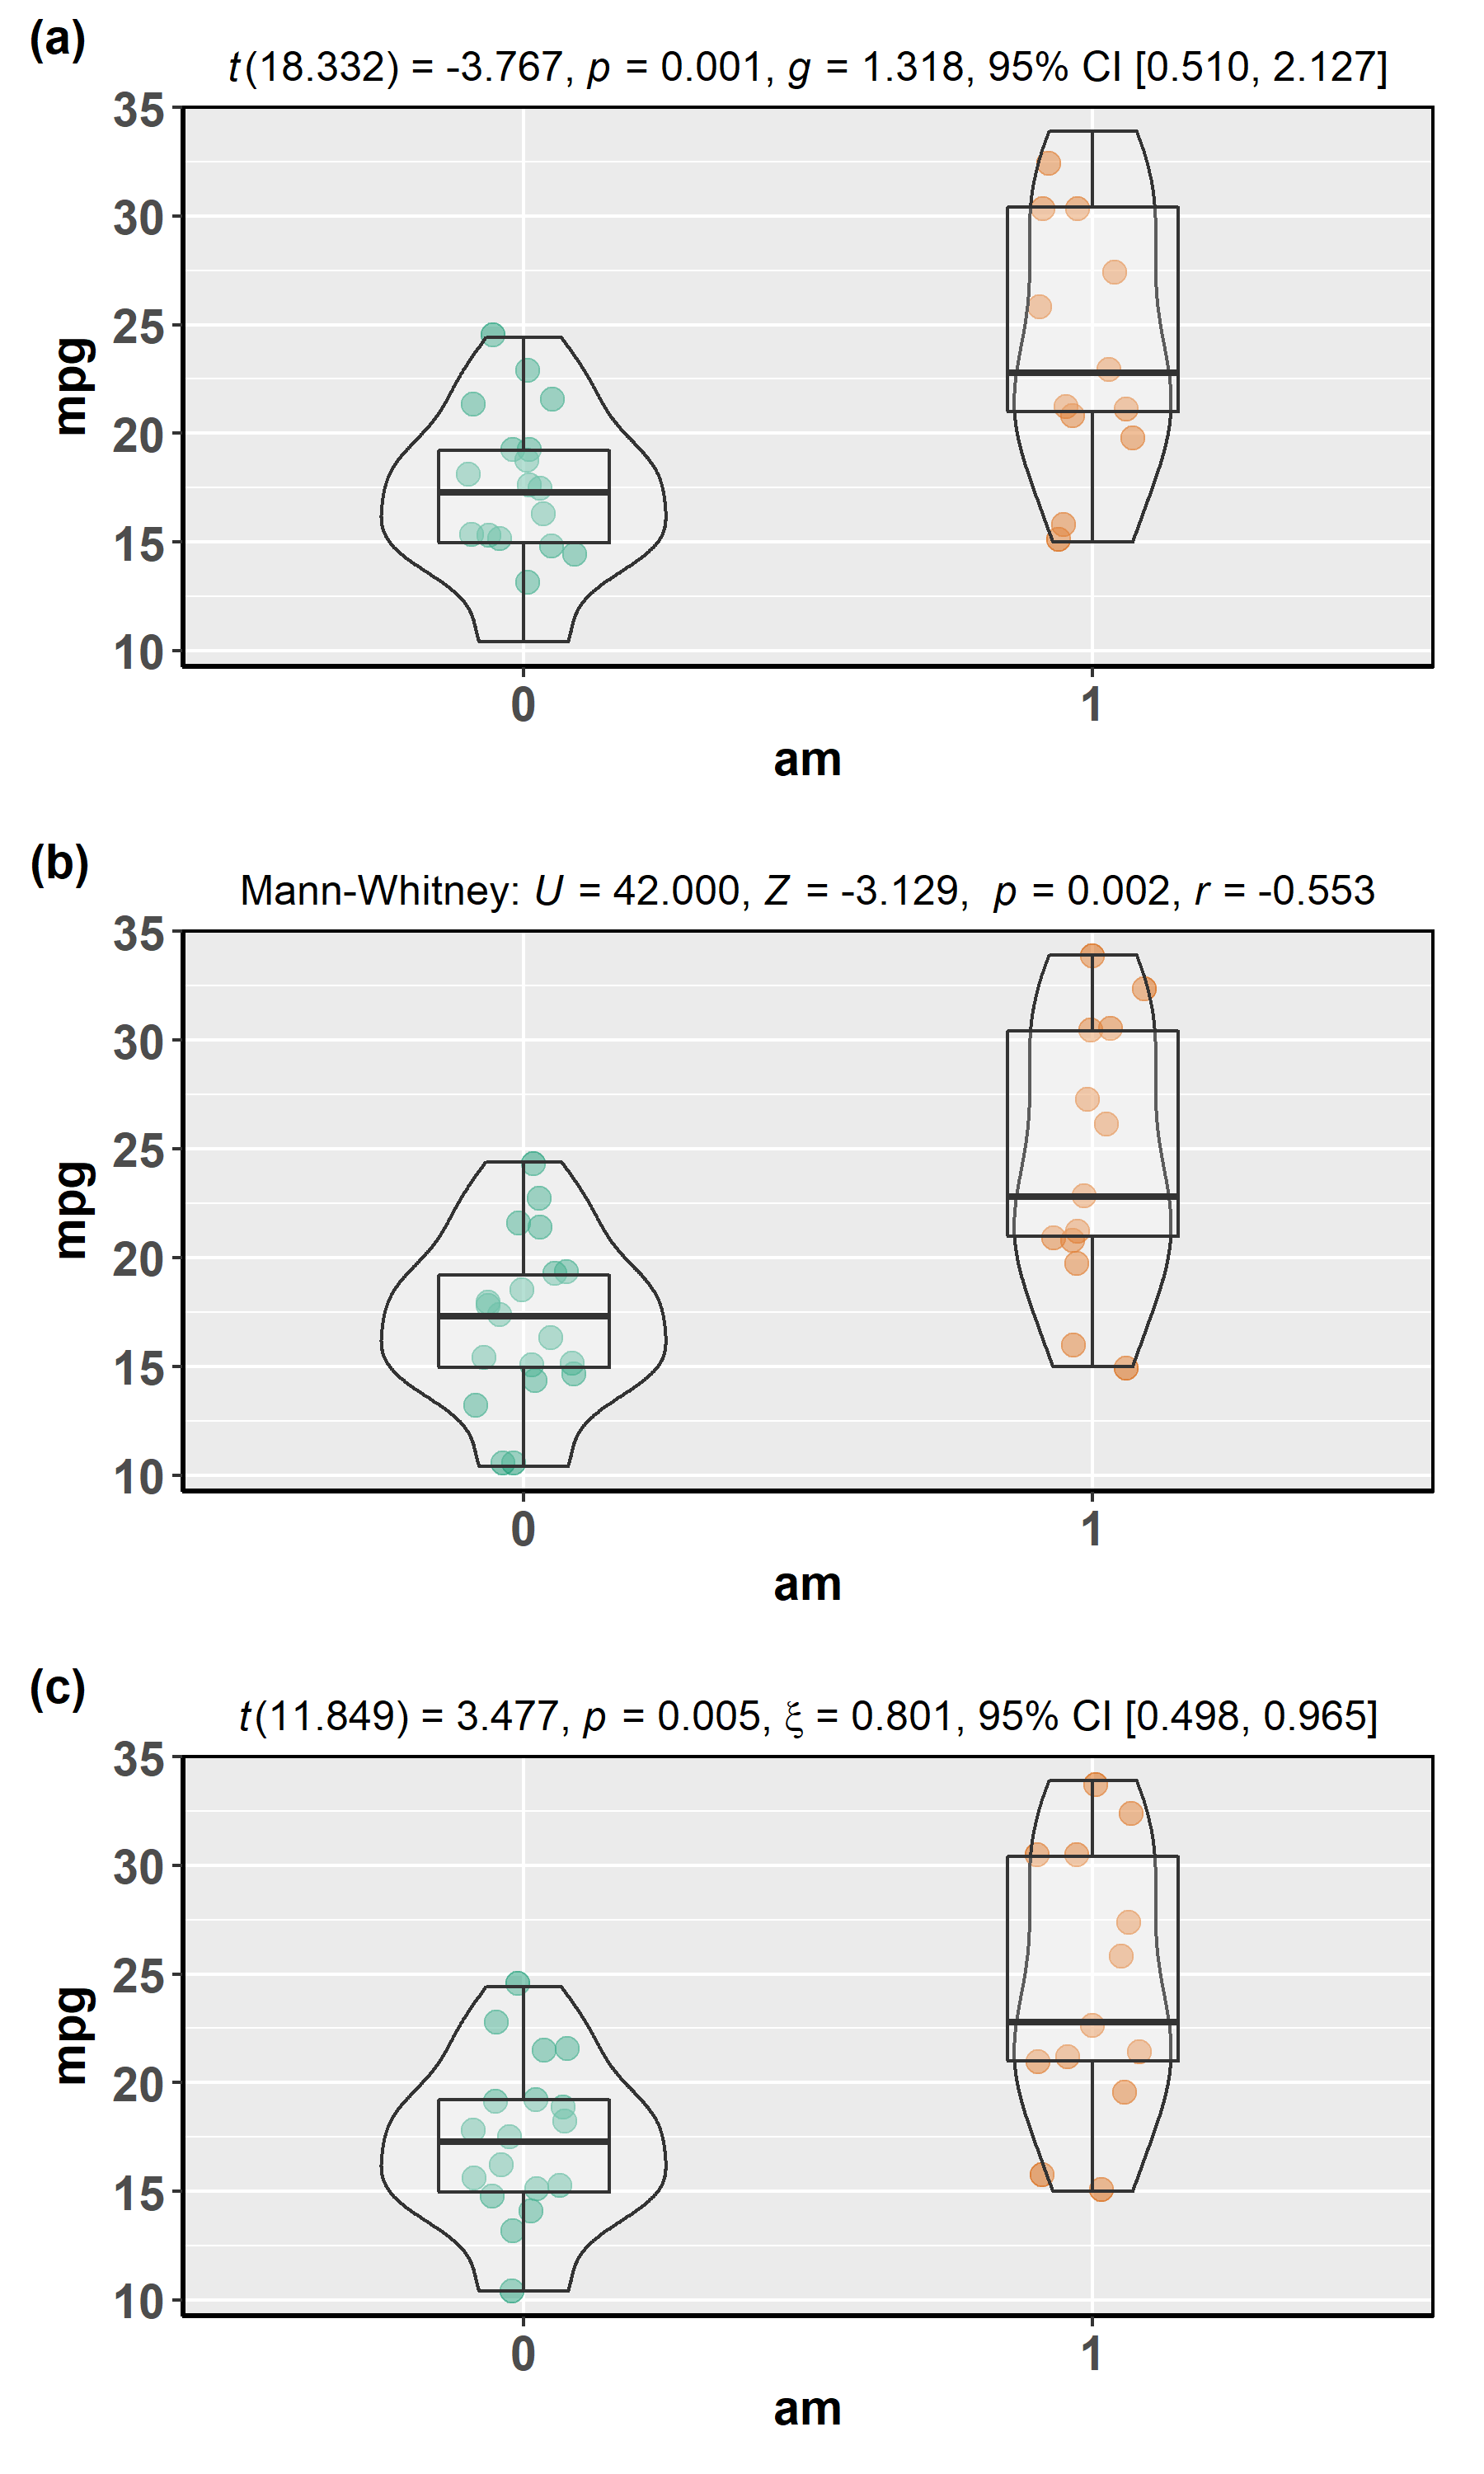 (a)
t(18.332) = -3.767, p = 0.001, g = 1.318, 95% CI [0.510, 2.127]
35
30
25
20
15
10
mpg
0 1
am
(b)
Mann-Whitney: U = 42.000, Z = -3.129, p = 0.002, r = -0.553
35
30
25
20
15
10
mpg
0 1
am
(c)
t(11.849) = 3.477, p = 0.005, ξ = 0.801, 95% CI [0.498, 0.965]
35
30
25
20
15
10
mpg
0 1
am